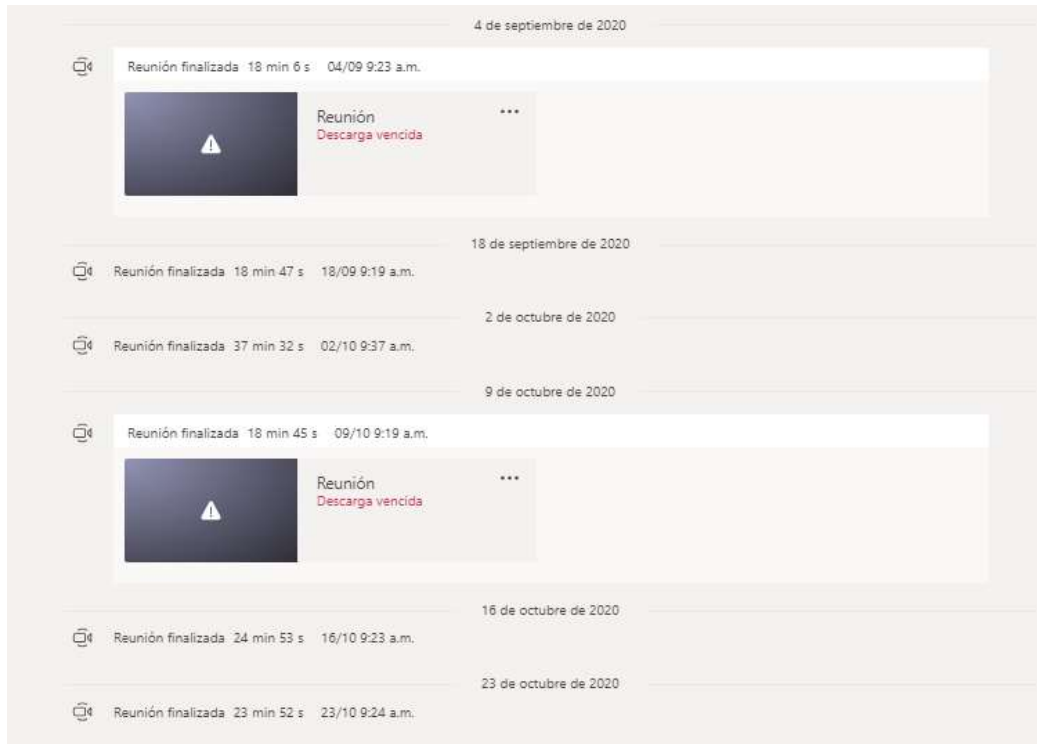 4 de septiembre de 2020
Reunión finalizada 18 min 6 s 04/09 9:23 a.m.
Reunión
Descarga vencida
18 de septiembre de 2020
Reunión finalizada 18 min 47 s 18/09 9:19 a.m.
2 de octubre de 2020
Reunión finalizada 37 min 32 s 02/10 9:37 a.m.
9 de octubre de 2020
Reunión finalizada 18 min 45 s 09/10 9:19 a.m.
Reunión
Descarga vencida
16 de octubre de 2020
Reunión finalizada 24 min 53 s 16/10 9:23 a.m.
23 de octubre de 2020
Reunión finalizada 23 min 52 s 23/10 9:24 a.m.